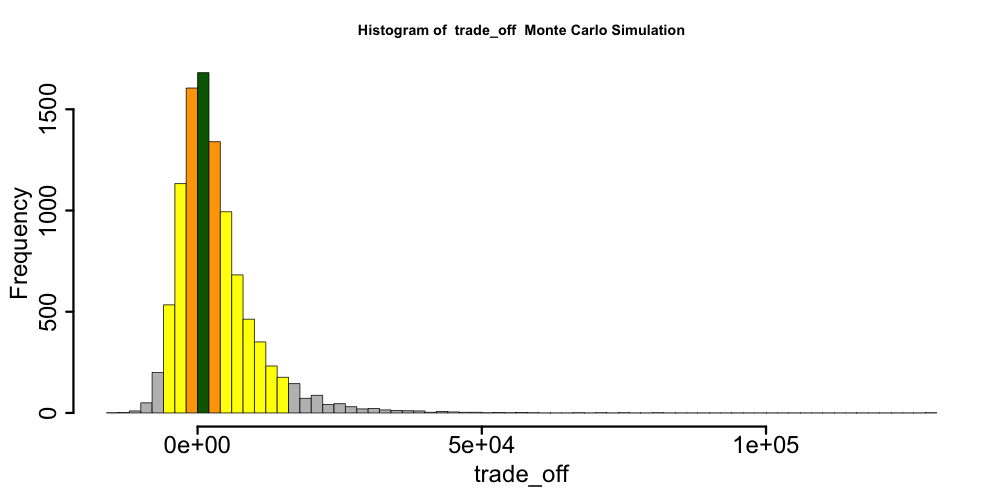 Histogram of  trade_off  Monte Carlo Simulation
Frequency
1500
1000
500
0
0e+00
5e+04
1e+05
trade_off